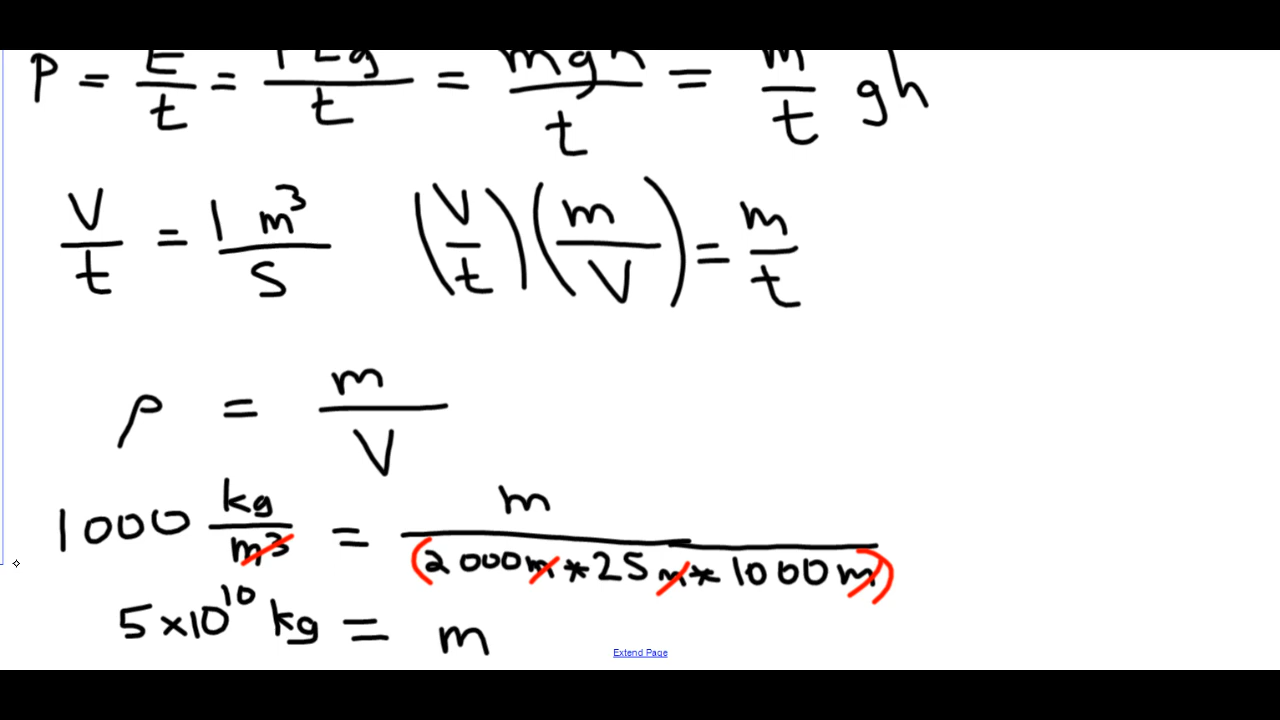 P = E/t = PEg/t = mgh/t = m/t gh
V/t = 1 m³/s (V/t)(m/V) = m/t
ρ = m/V
1000 kg/m³ = m/(2000m*25m*1000m)
5×10¹⁰ kg = m
Extend Page